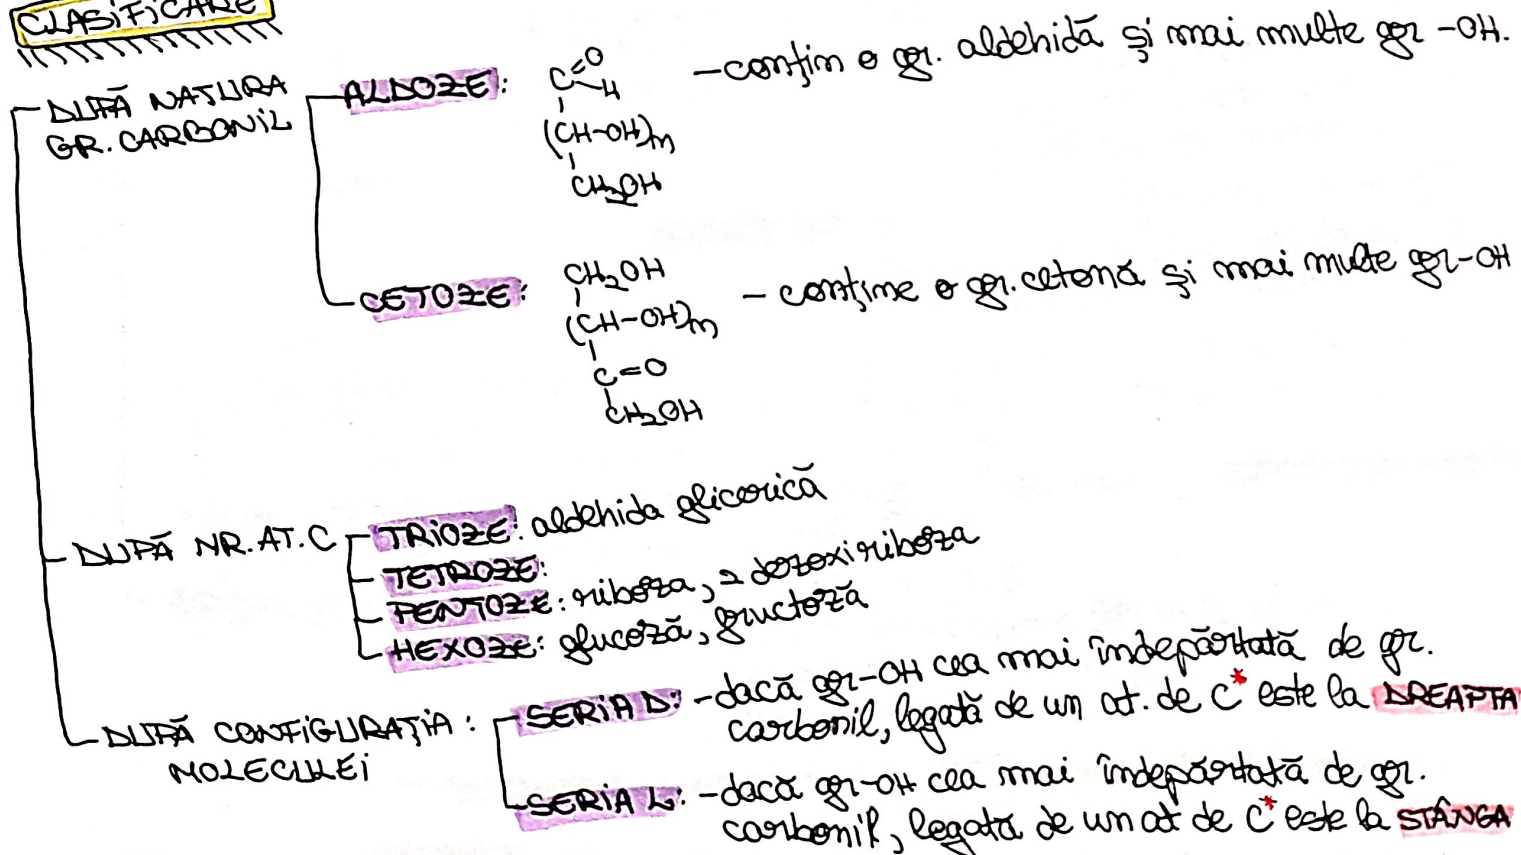 CLASIFICARE
DUPĂ NATURA
GR. CARBONIL
ALDOZE:
C=O
H
(CH-OH)n
CH₂OH
-conțin o gr. aldehidă și mai multe gr -OH.
CETOZE:
CH₂OH
(CH-OH)n
C=O
CH₂OH
- conține o gr. cetonă și mai multe gr-OH
DUPĂ NR. AT. C
TRIOZE: aldehida glicerică
TETROZE:
PENTOZE: riboza, 2 dezoxiriboza
HEXOZE: glucoză, fructoză
DUPĂ CONFIGURAȚIA :
MOLECULEI
SERIA D: -dacă gr-OH cea mai îndepărtată de gr.
carbonil, legată de un at. de C* este la DREAPTA
SERIA L: -dacă gr-OH cea mai îndepărtată de gr.
carbonil, legată de un at de C* este la STÂNGA